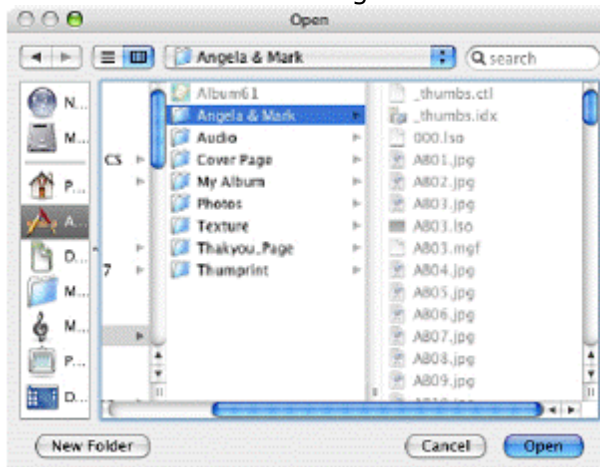 Open
Angela & Mark
search
N...
M...
P...
A...
D...
M...
M...
P...
D...
CS
7
Album61
Angela & Mark
Audio
Cover Page
My Album
Photos
Texture
Thakyou_Page
Thumprint
_thumbs.ctl
_thumbs.idx
000.lso
A801.jpg
A802.jpg
A803.jpg
A803.lso
A803.mgf
A804.jpg
A805.jpg
A806.jpg
A807.jpg
A808.jpg
A809.jpg
New Folder
Cancel
Open